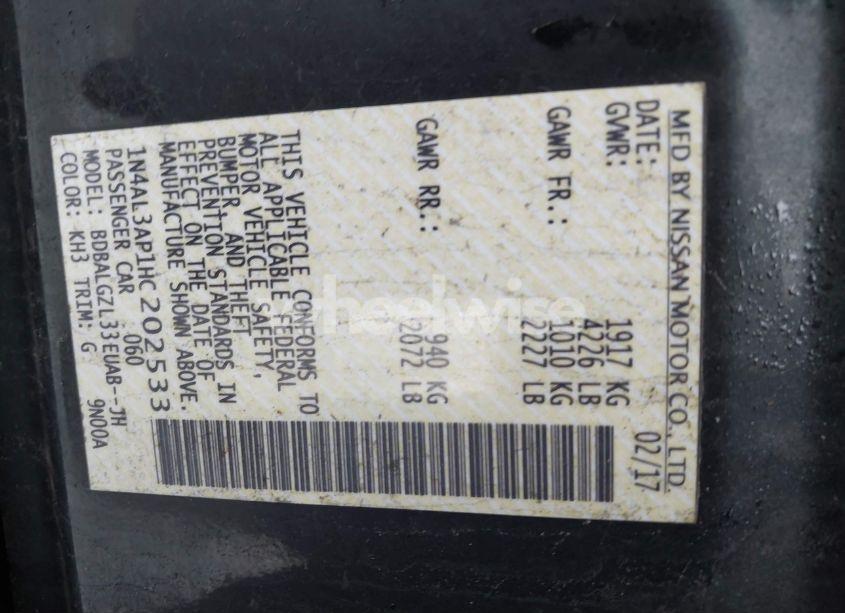 MFD BY NISSAN MOTOR CO., LTD.
DATE: 02/17
GVWR: 1917 KG
4226 LB
GAWR FR.: 1010 KG
2227 LB
GAWR RR.: 940 KG
2072 LB
THIS VEHICLE CONFORMS TO
ALL APPLICABLE FEDERAL
MOTOR VEHICLE SAFETY,
BUMPER, AND THEFT
PREVENTION STANDARDS IN
EFFECT ON THE DATE OF
MANUFACTURE SHOWN ABOVE.
1N4AL3AP1HC202533
PASSENGER CAR 060
MODEL: BDBALGZL33EUAB--JH
COLOR: KH3 TRIM: G 9N00A
wheelwise